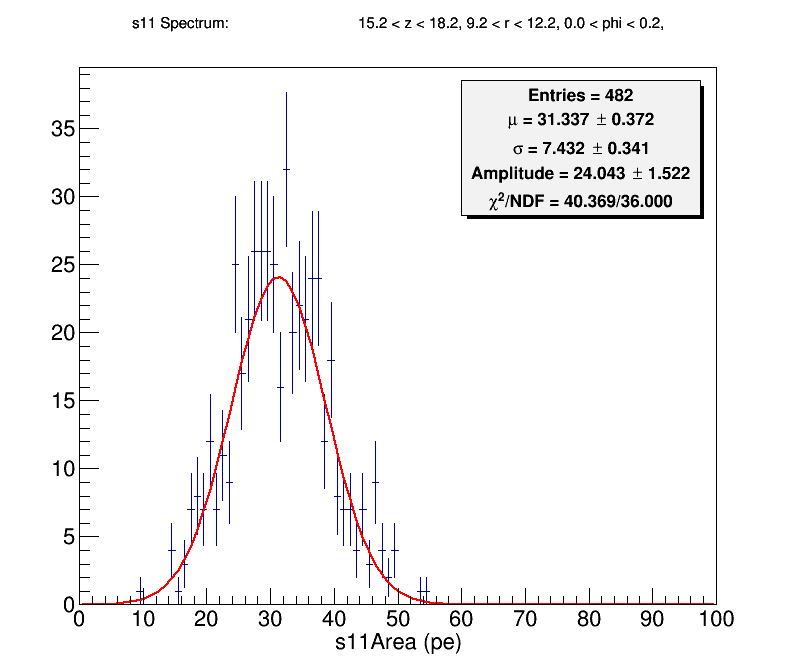 s11 Spectrum: 15.2 < z < 18.2, 9.2 < r < 12.2, 0.0 < phi < 0.2,
Entries = 482
μ = 31.337 ± 0.372
σ = 7.432 ± 0.341
Amplitude = 24.043 ± 1.522
χ²/NDF = 40.369/36.000
35
30
25
20
15
10
5
0
0 10 20 30 40 50 60 70 80 90 100
s11Area (pe)